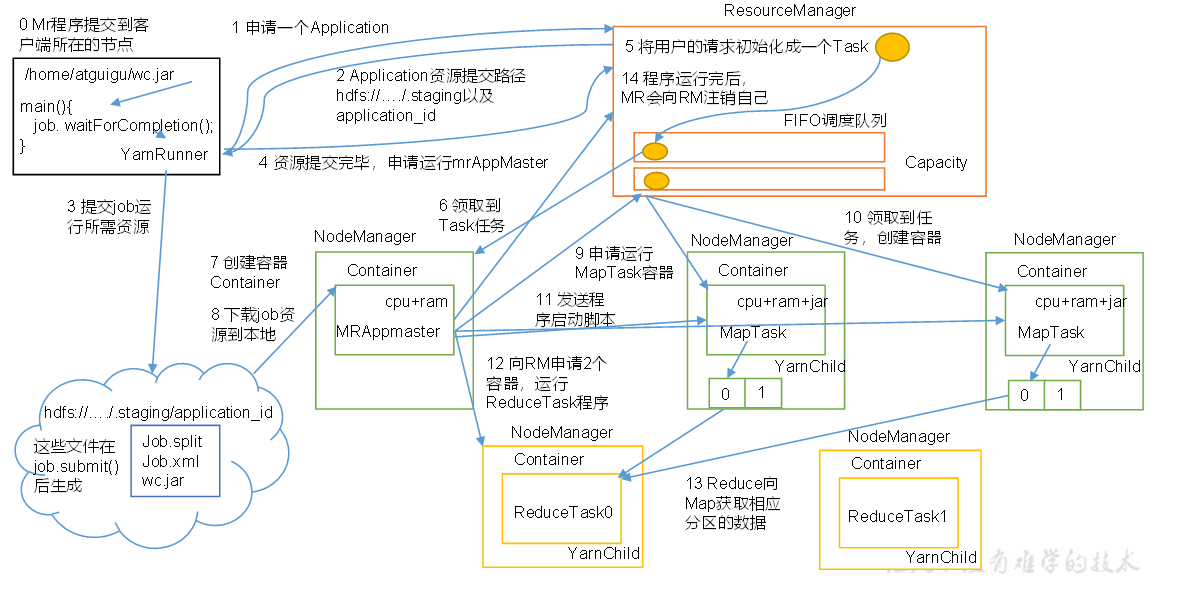 0 Mr程序提交到客
户端所在的节点
/home/atguigu/wc.jar
main(){
job. waitForCompletion();
}
YarnRunner
1 申请一个Application
2 Application资源提交路径
hdfs://…./.staging以及
application_id
4 资源提交完毕，申请运行mrAppMaster
ResourceManager
5 将用户的请求初始化成一个Task
14 程序运行完后，
MR会向RM注销自己
FIFO调度队列
Capacity
3 提交job运
行所需资源
6 领取到
Task任务
7 创建容器
Container
8 下载job资
源到本地
NodeManager
Container
cpu+ram
MRAppmaster
9 申请运行
MapTask容器
10 领取到任
务，创建容器
11 发送程
序启动脚本
12 向RM申请2个
容器，运行
ReduceTask程序
NodeManager
Container
cpu+ram+jar
MapTask
YarnChild
0
1
NodeManager
Container
cpu+ram+jar
MapTask
YarnChild
0
1
hdfs://…./.staging/application_id
这些文件在
job.submit()
后生成
Job.split
Job.xml
wc.jar
NodeManager
Container
ReduceTask0
YarnChild
13 Reduce向
Map获取相应
分区的数据
NodeManager
Container
ReduceTask1
YarnChild
有难学的技术